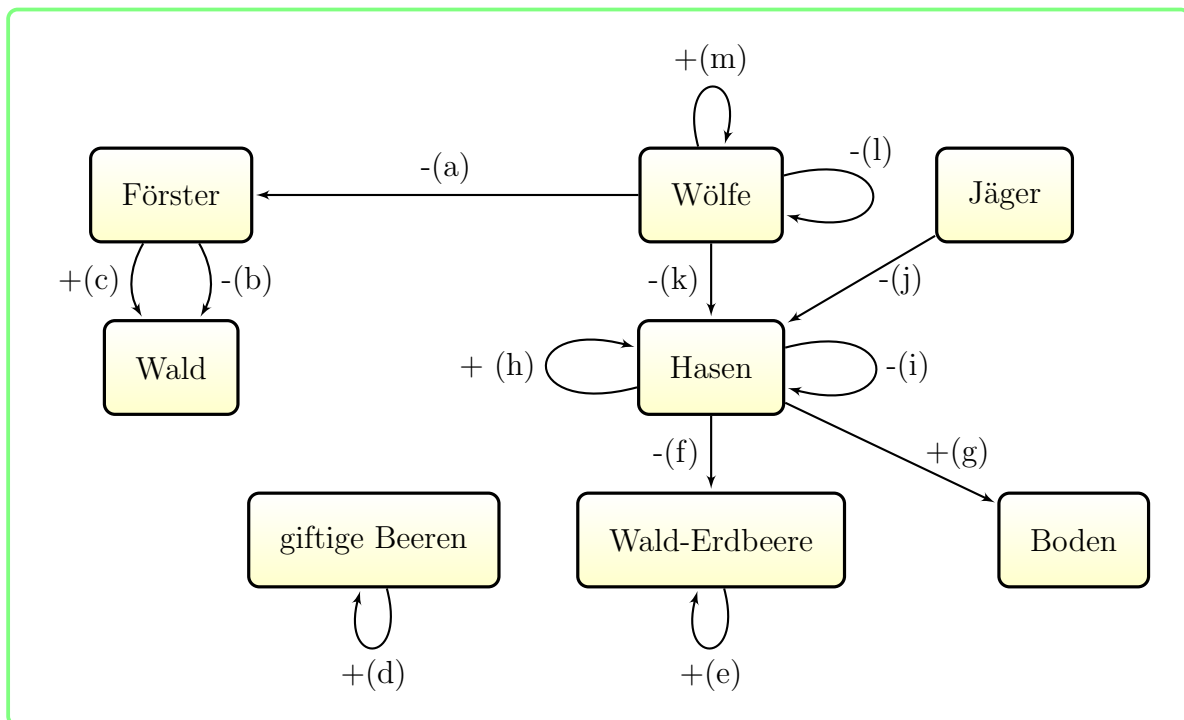 +(m)
-(l)
-(a)
Förster
Wölfe
Jäger
+(c)
-(b)
-(k)
-(j)
Wald
+ (h)
Hasen
-(i)
-(f)
+(g)
giftige Beeren
Wald-Erdbeere
Boden
+(d)
+(e)